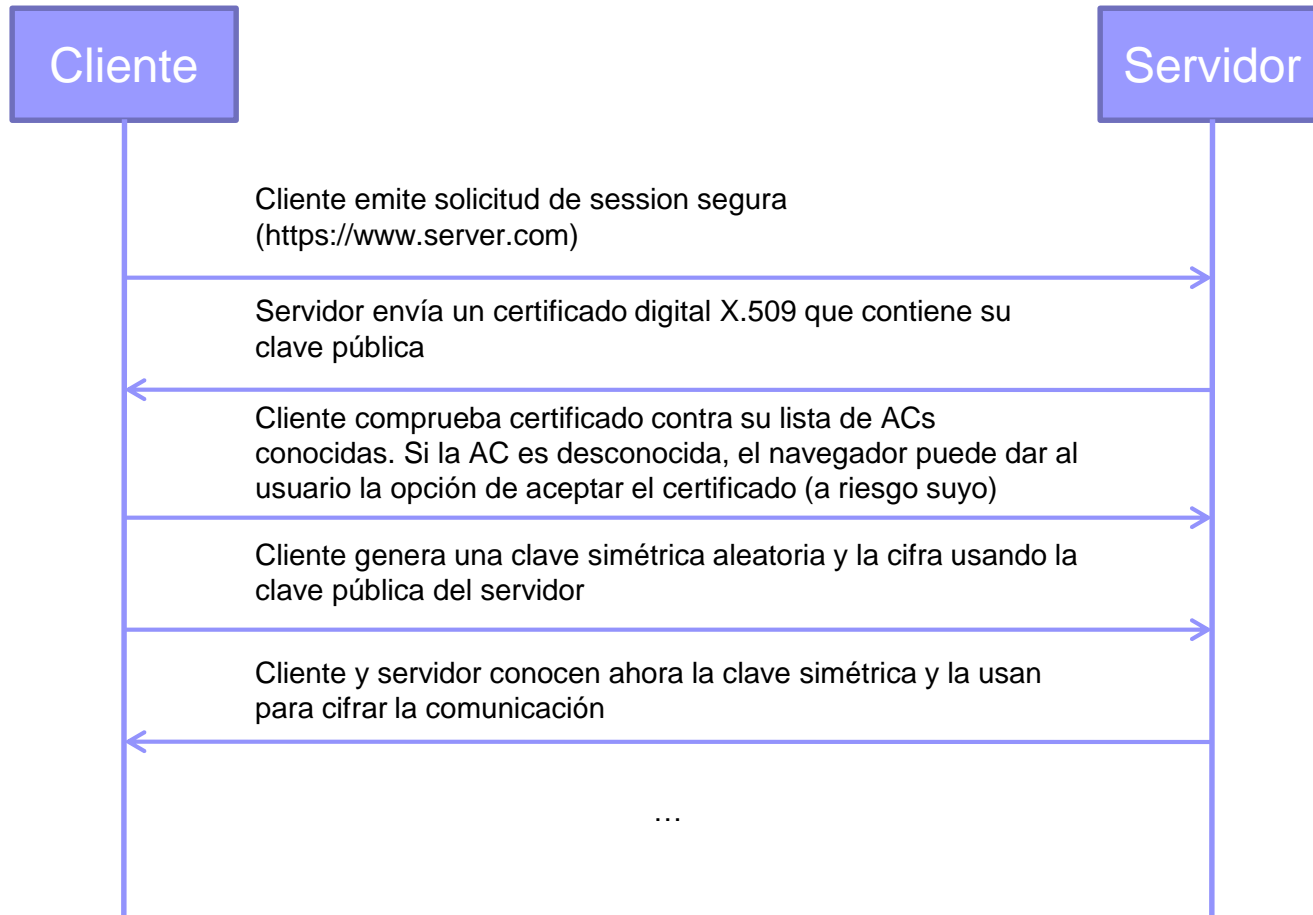 Cliente
Servidor
Cliente emite solicitud de session segura
(https://www.server.com)
Servidor envía un certificado digital X.509 que contiene su
clave pública
Cliente comprueba certificado contra su lista de ACs
conocidas. Si la AC es desconocida, el navegador puede dar al
usuario la opción de aceptar el certificado (a riesgo suyo)
Cliente genera una clave simétrica aleatoria y la cifra usando la
clave pública del servidor
Cliente y servidor conocen ahora la clave simétrica y la usan
para cifrar la comunicación
…